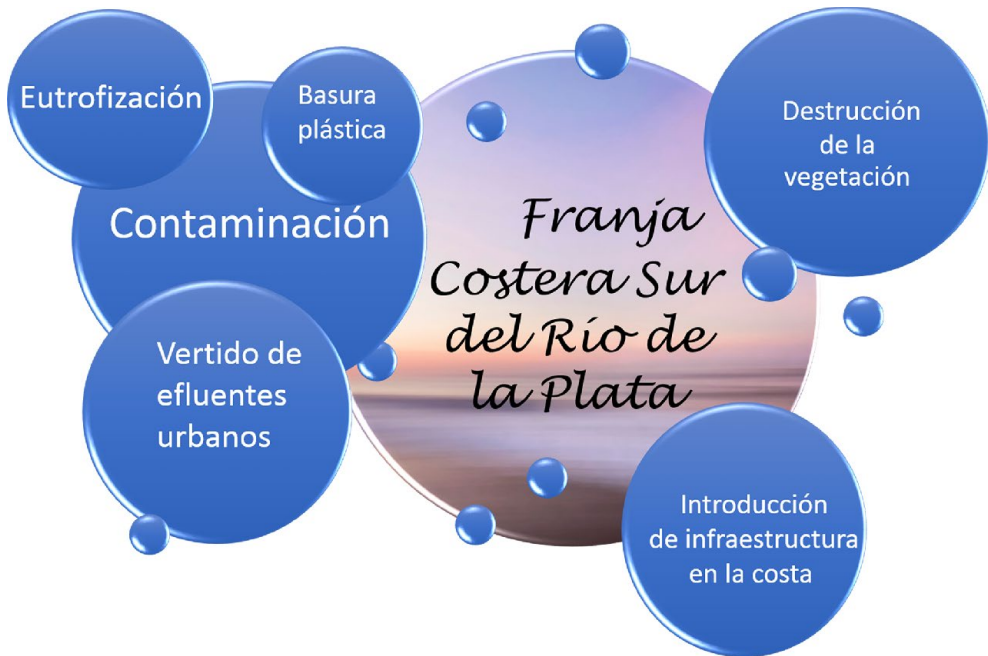 Eutrofización
Basura
plástica
Contaminación
Vertido de
efluentes
urbanos
Franja
Costera Sur
del Río de
la Plata
Destrucción
de la
vegetación
Introducción
de infraestructura
en la costa